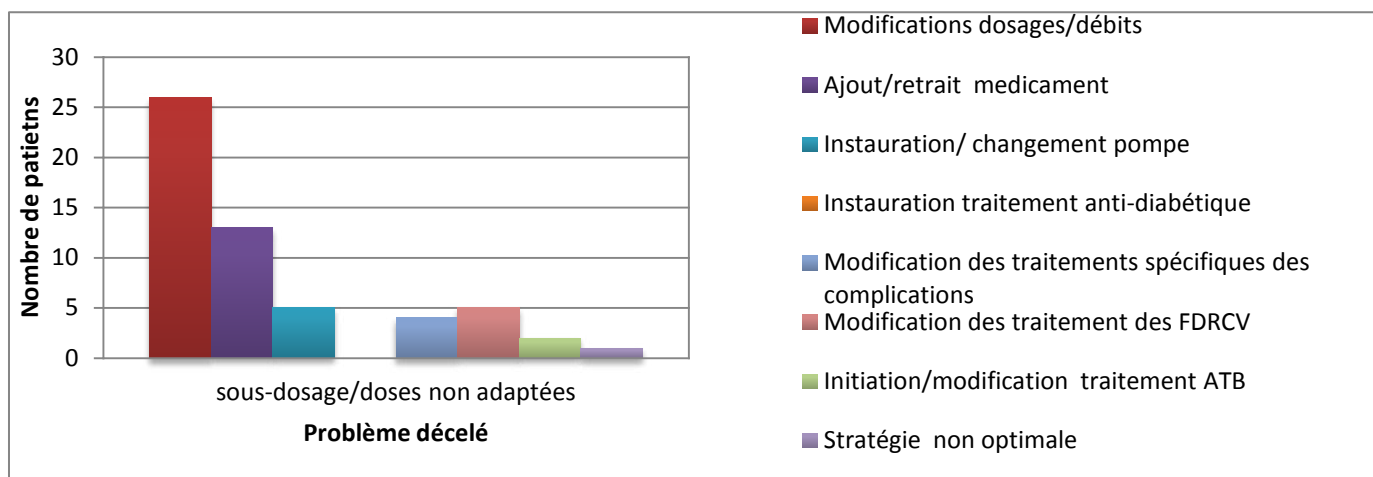 Nombre de patietns
30
25
20
15
10
5
0
sous-dosage/doses non adaptées
Problème décelé
Modifications dosages/débits
Ajout/retrait medicament
Instauration/ changement pompe
Instauration traitement anti-diabétique
Modification des traitements spécifiques des
complications
Modification des traitement des FDRCV
Initiation/modification traitement ATB
Stratégie non optimale